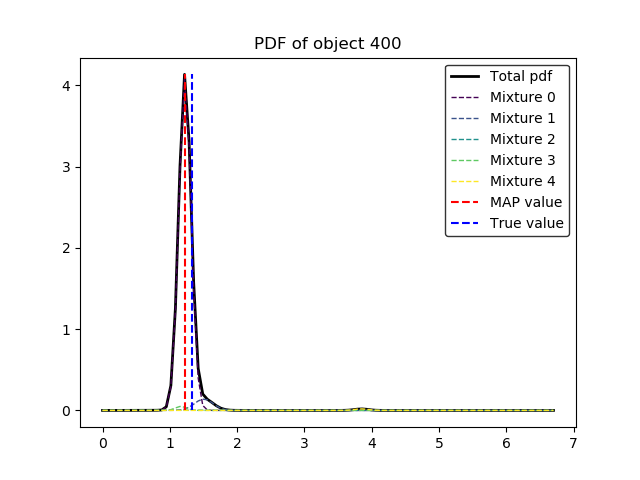 PDF of object 400
Total pdf
Mixture 0
Mixture 1
Mixture 2
Mixture 3
Mixture 4
MAP value
True value
4
3
2
1
0
0 1 2 3 4 5 6 7